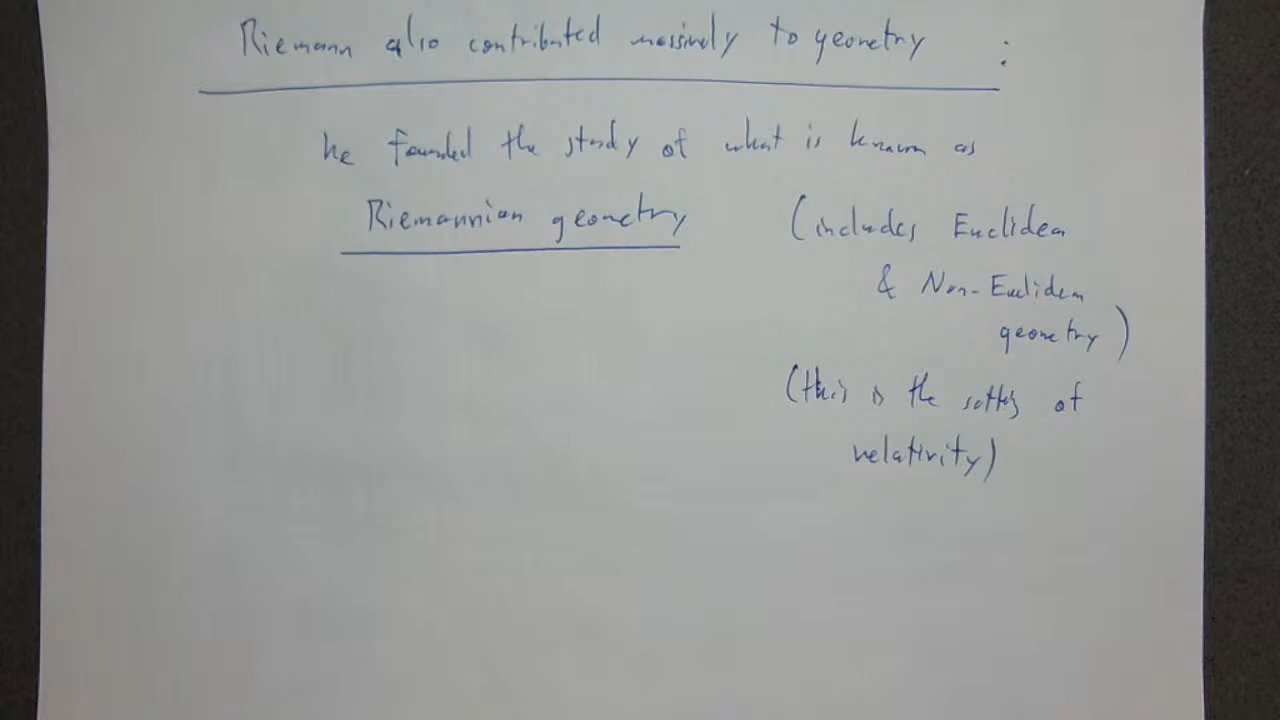 Riemann also contributed massively to geometry :
he founded the study of what is known as
Riemannian geometry
(includes Euclidean
& Non-Euclidean
geometry)
(this is the setting of
relativity)